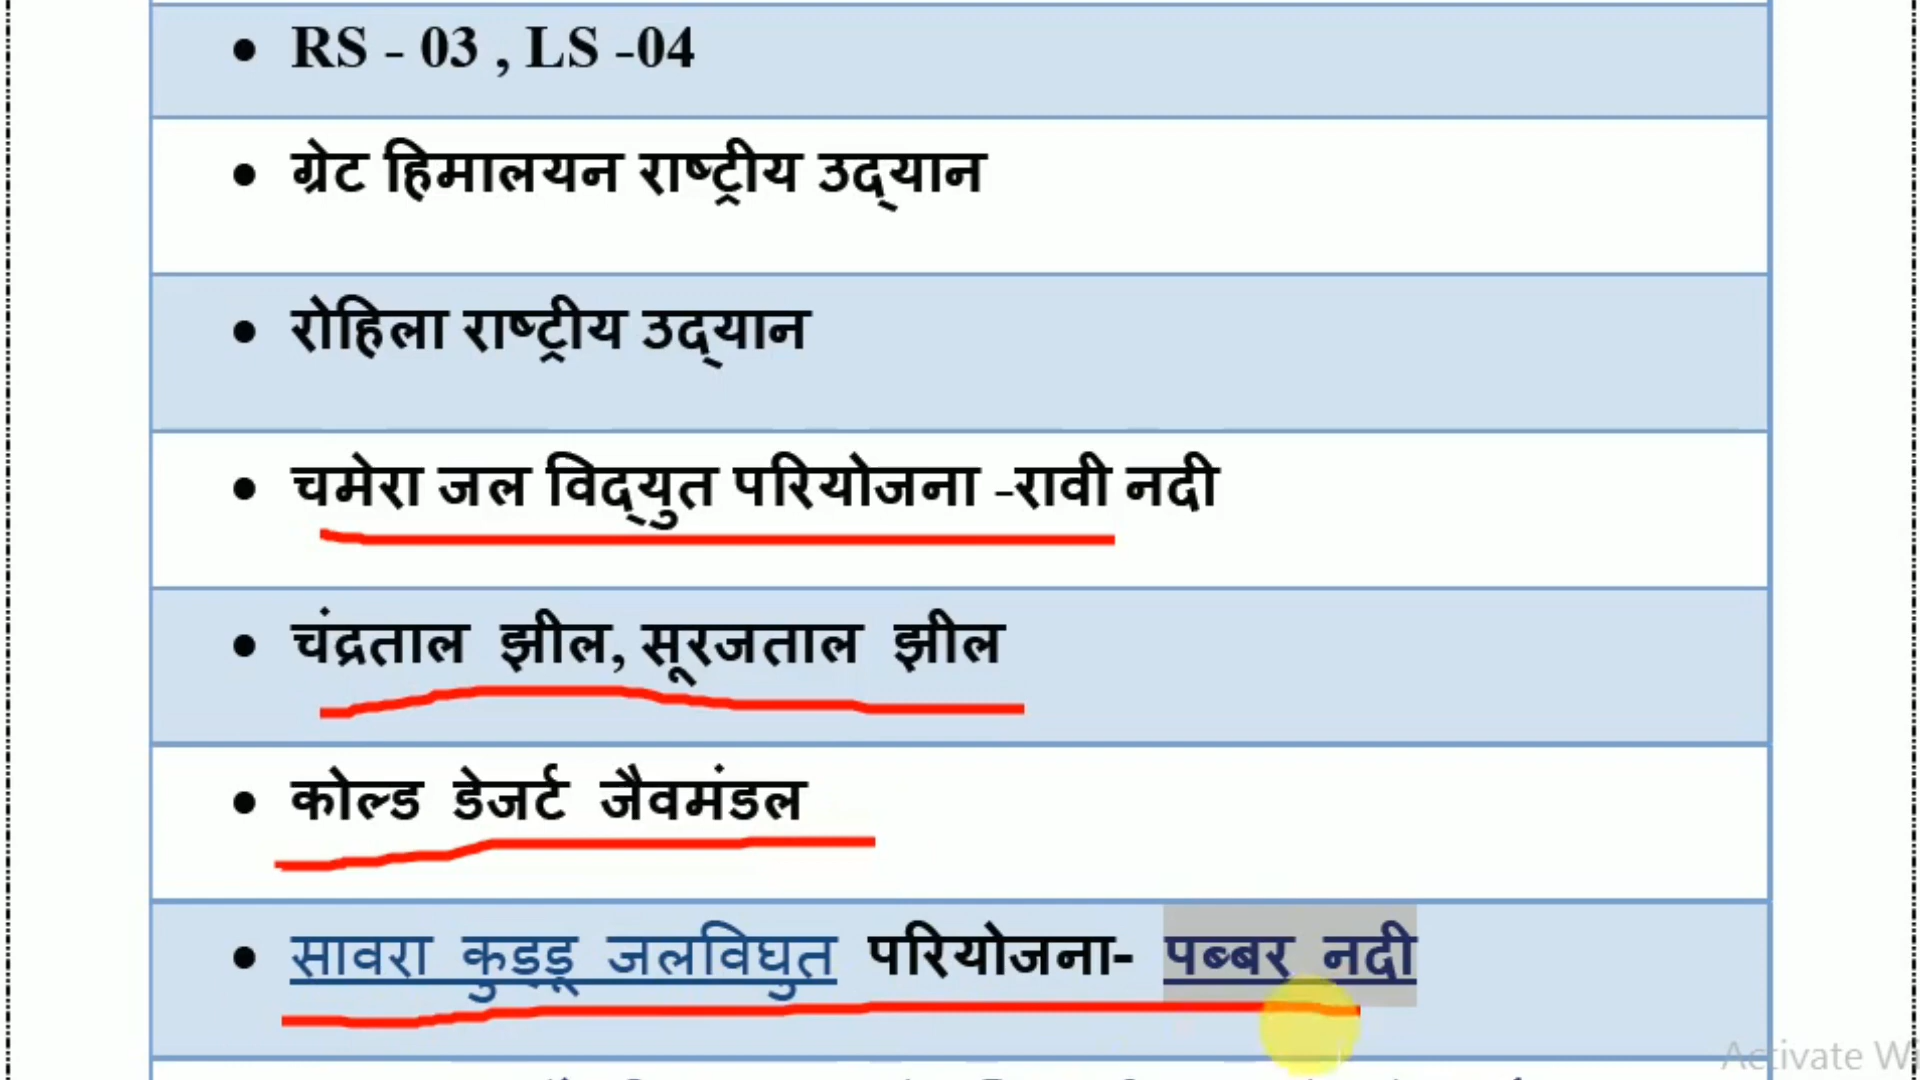 RS - 03 , LS -04
ग्रेट हिमालयन राष्ट्रीय उद्यान
रोहिला राष्ट्रीय उद्यान
चमेरा जल विद्युत परियोजना -रावी नदी
चंद्रताल झील, सूरजताल झील
कोल्ड डेजर्ट जैवमंडल
सावरा कुड्डू जलविघुत परियोजना- पब्बर नदी
Activate